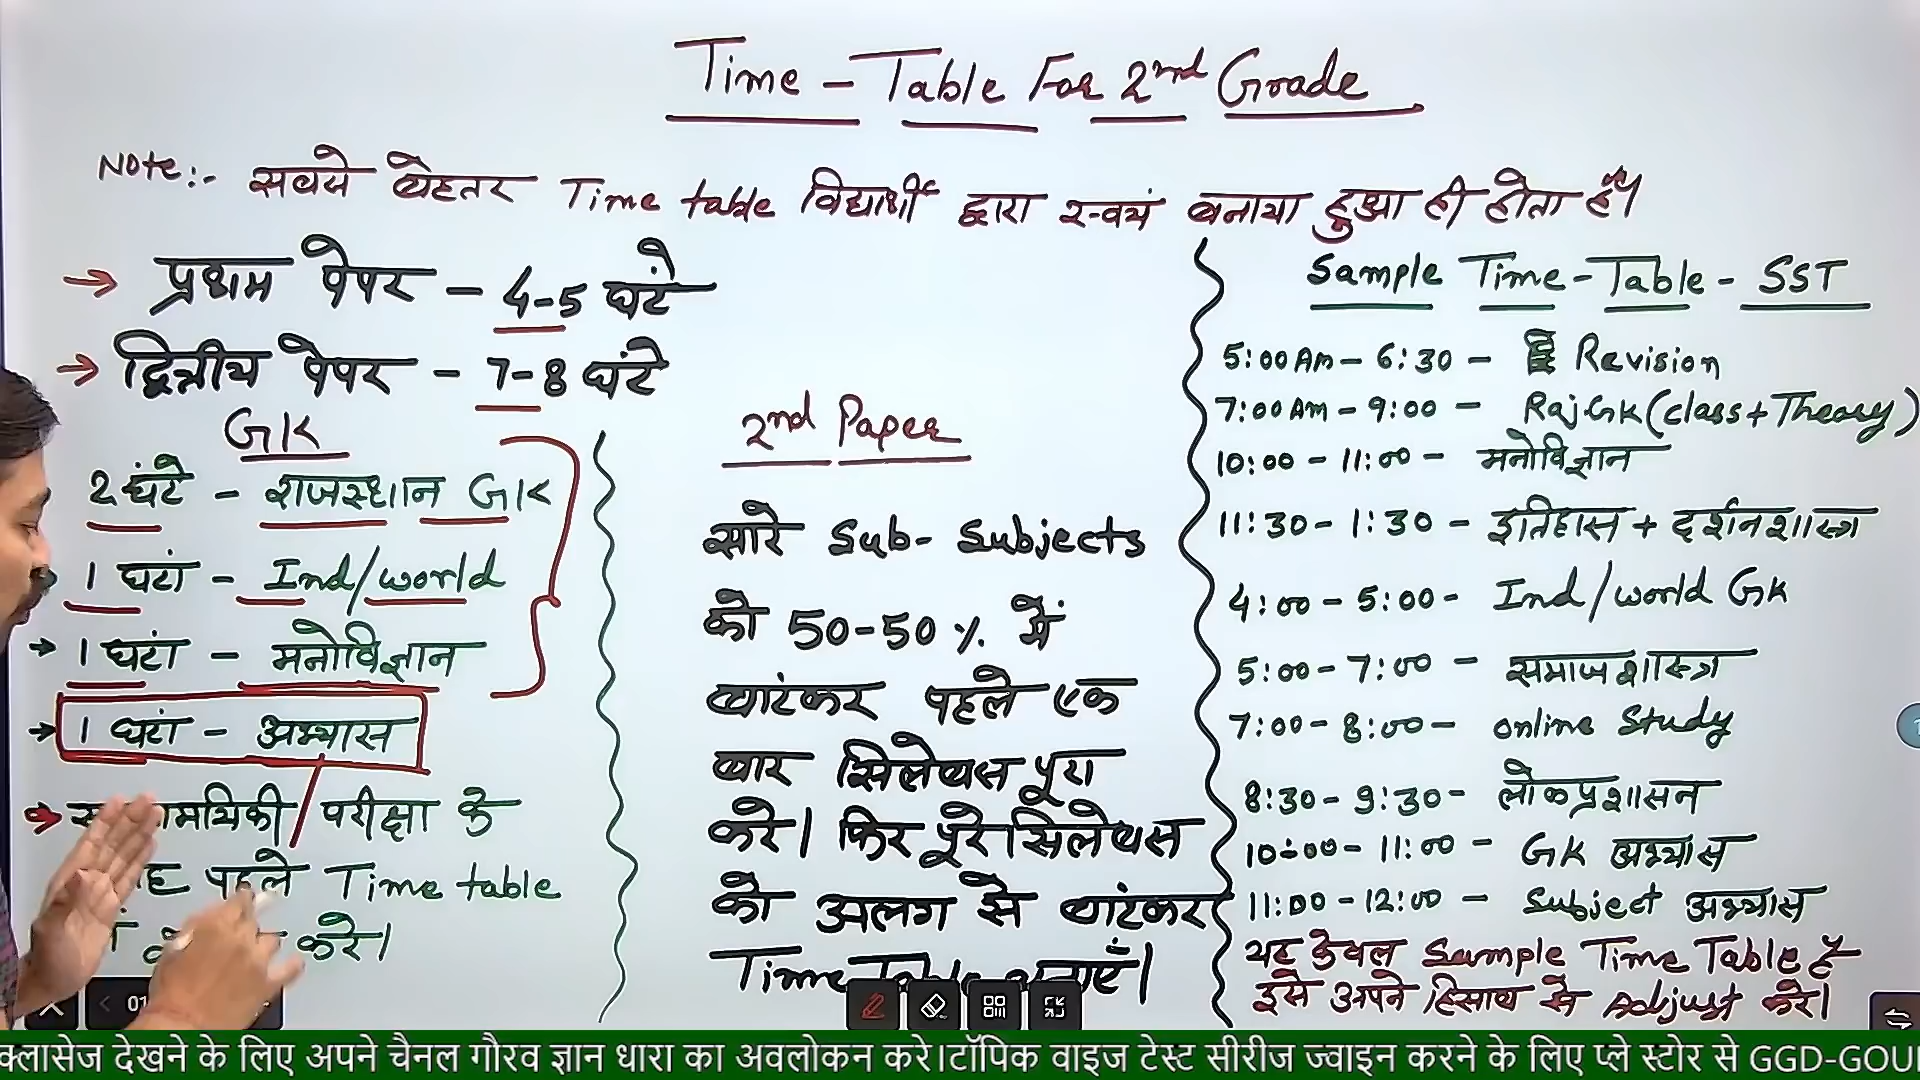 Time - Table For 2nd Grade
Note:- सबसे बेहतर Time table विद्यार्थी द्वारा स्वयं बनाया हुआ ही होता है।
→ प्रथम पेपर - 4-5 घंटे
→ द्वितीय पेपर - 7-8 घंटे
GK
2 घंटे - राजस्थान GK
1 घंटा - Ind/world
→ 1 घंटा - मनोविज्ञान
→ 1 घंटा - अभ्यास
→ परीक्षा के
पहले Time table
करे।
2nd Paper
सारे Sub- Subjects
को 50-50 % में
बांटकर पहले एक
बार सिलेबस पूरा
करे। फिर पूरे सिलेबस
को अलग से बांटकर
Time Table बनाएँ।
Sample Time-Table - SST
5:00 Am - 6:30 - Revision
7:00 Am - 9:00 - Raj.GK (class + Theory)
10:00 - 11:00 - मनोविज्ञान
11:30 - 1:30 - इतिहास + दर्शनशास्त्र
4:00 - 5:00 - Ind/world GK
5:00 - 7:00 - समाजशास्त्र
7:00 - 8:00 - online Study
8:30 - 9:30 - लोकप्रशासन
10:00 - 11:00 - GK अभ्यास
11:00 - 12:00 - Subject अभ्यास
यह केवल Sample Time Table है
इसे अपने हिसाब से Adjust करे।
01
क्लासेज देखने के लिए अपने चैनल गौरव ज्ञान धारा का अवलोकन करे।टॉपिक वाइज टेस्ट सीरीज ज्वाइन करने के लिए प्ले स्टोर से GGD-GOU